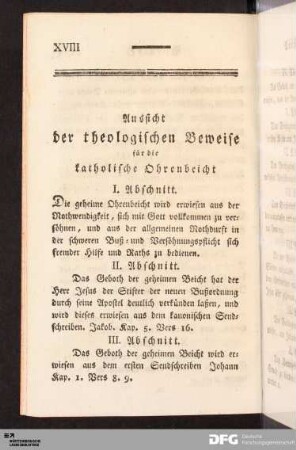 XVIII
Aussicht
der theologischen Beweise
für die
katholische Ohrenbeicht
I. Abschnitt.
Die geheime Ohrenbeicht wird erwiesen aus der
Nothwendigkeit, sich mit Gott vollkommen zu ver-
söhnen, und aus der allgemeinen Nothdurft sich
in der schweren Buß- und Versöhnungspflicht
fremder Hilfe und Raths zu bedienen.
II. Abschnitt.
Das Geboth der geheimen Beicht hat der
Herr Jesus der Stifter der neuen Bußordnung
durch seine Apostel deutlich verkünden laßen, und
wird dieses erwiesen aus dem kanonischen Send-
schreiben. Jakob. Kap. 5. Vers 16.
III. Abschnitt.
Das Geboth der geheimen Beicht wird er-
wiesen aus dem ersten Sendschreiben Johann
Kap. 1. Vers 8. 9.
DFG Deutsche
Forschungsgemeinschaft